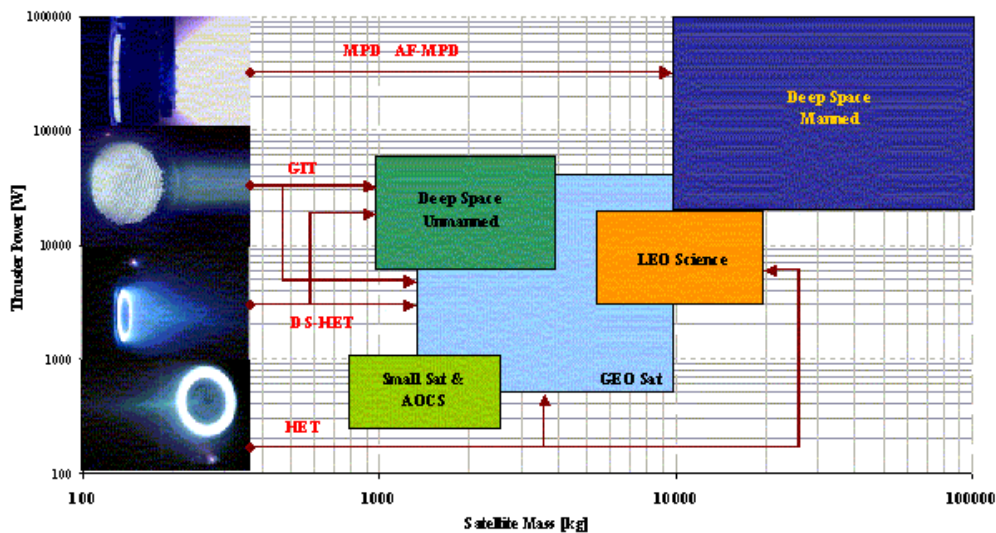 1000000
100000
10000
1000
100
Thruster Power [W]
MPD AF-MPD
Deep Space
Manned
GIT
Deep Space
Unmanned
LEO Science
DS-HET
Small Sat &
AOCS
GEO Sat
HET
100
1000
10000
100000
Satellite Mass [kg]